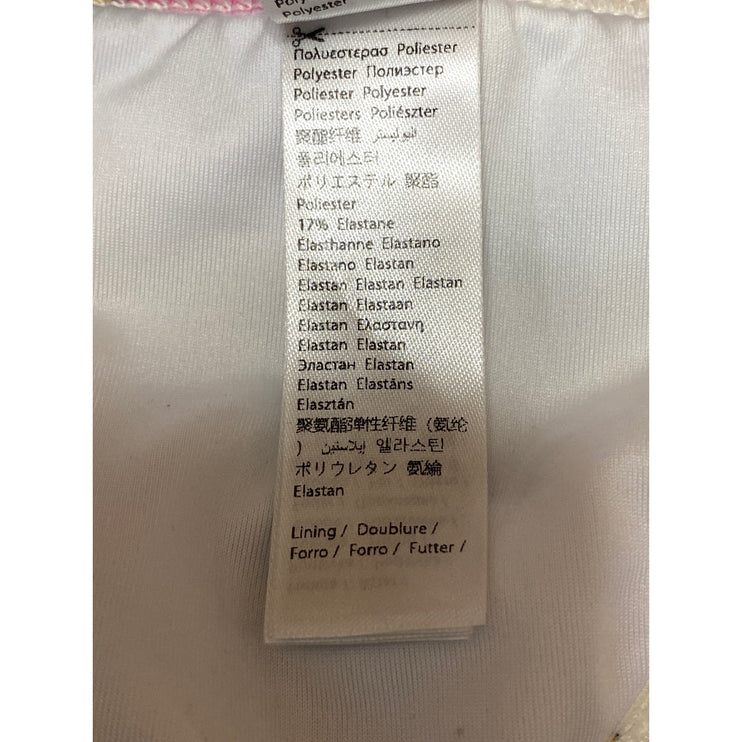 Polyester
Πολυεστερασ Poliester
Polyester Полиэстер
Poliester Polyester
Poliesters Poliészter
聚酯纤维 البوليستر
폴리에스터
ポリエステル 聚酯
Poliester
17% Elastane
Élasthanne Elastano
Elastano Elastan
Elastan Elastan Elastan
Elastan Elastaan
Elastan Ελαστανη
Elastan Elastan
Эластан Elastan
Elastan Elastāns
Elasztán
聚氨酯弹性纤维（氨纶
) إيلاستين 엘라스틴
ポリウレタン 氨綸
Elastan
Lining / Doublure /
Forro / Forro / Futter /